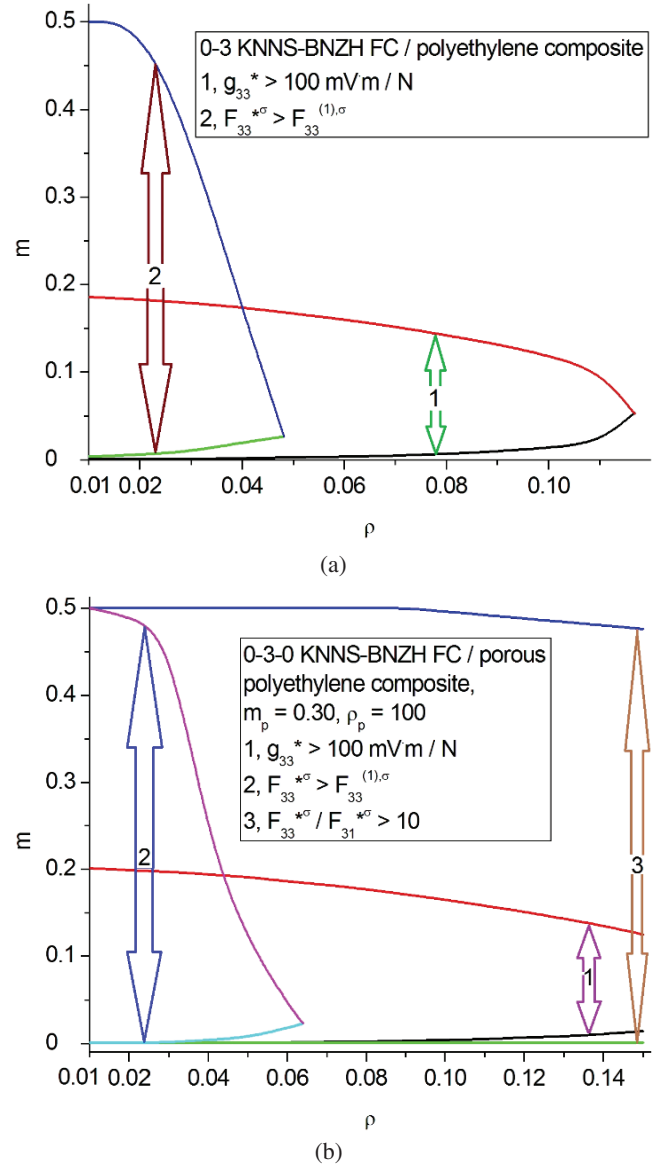 0.5
0.4
0.3
0.2
0.1
0
m
0-3 KNNS-BNZH FC / polyethylene composite
1, g₃₃* > 100 mV·m / N
2, F₃₃*σ > F₃₃(1),σ
2
1
0.01 0.02 0.04 0.06 0.08 0.10
ρ
(a)
0.5
0.4
0.3
0.2
0.1
0
m
0-3-0 KNNS-BNZH FC / porous
polyethylene composite,
mₚ = 0.30, ρₚ = 100
1, g₃₃* > 100 mV·m / N
2, F₃₃*σ > F₃₃(1),σ
3, F₃₃*σ / F₃₁*σ > 10
2
3
1
0.01 0.02 0.04 0.06 0.08 0.10 0.12 0.14
ρ
(b)